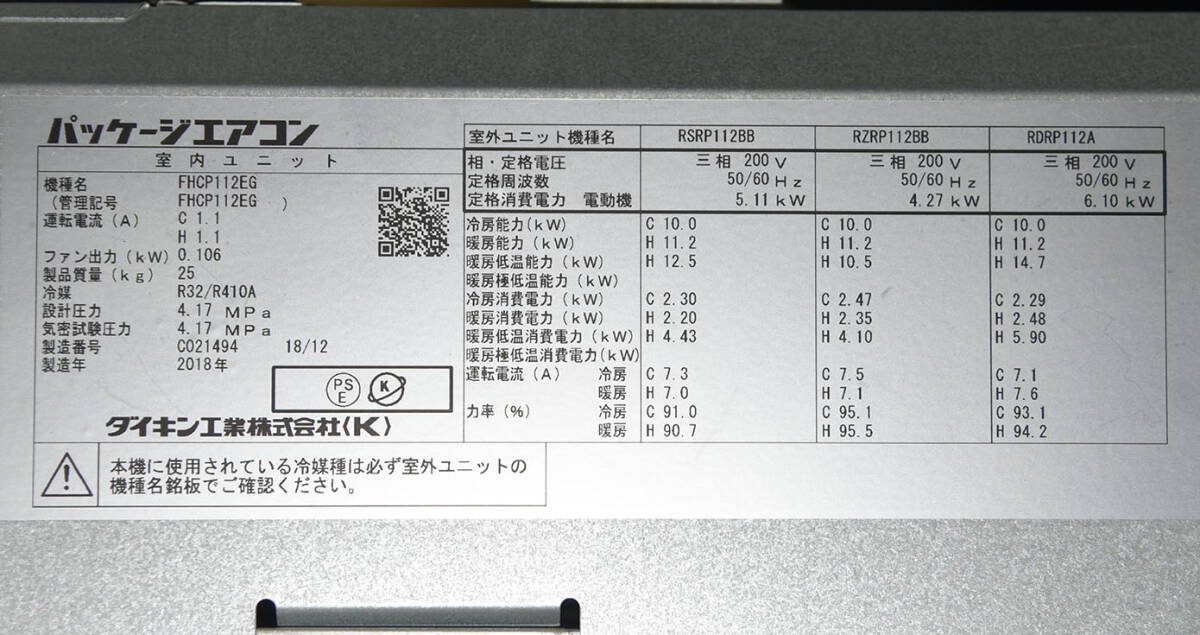 パッケージエアコン
室内ユニット
機種名 FHCP112EG
(管理記号 FHCP112EG )
運転電流(A) C 1.1
H 1.1
ファン出力(kW) 0.106
製品質量(kg) 25
冷媒 R32/R410A
設計圧力 4.17 MPa
気密試験圧力 4.17 MPa
製造番号 C021494 18/12
製造年 2018年
PS
E
K
ダイキン工業株式会社(K)
室外ユニット機種名 RSRP112BB RZRP112BB RDRP112A
相・定格電圧 三相 200 V 三相 200 V 三相 200 V
定格周波数 50/60 Hz 50/60 Hz 50/60 Hz
定格消費電力 電動機 5.11 kW 4.27 kW 6.10 kW
冷房能力(kW) C 10.0 C 10.0 C 10.0
暖房能力(kW) H 11.2 H 11.2 H 11.2
暖房低温能力(kW) H 12.5 H 10.5 H 14.7
暖房極低温能力(kW)
冷房消費電力(kW) C 2.30 C 2.47 C 2.29
暖房消費電力(kW) H 2.20 H 2.35 H 2.48
暖房低温消費電力(kW) H 4.43 H 4.10 H 5.90
暖房極低温消費電力(kW)
運転電流(A) 冷房 C 7.3 C 7.5 C 7.1
暖房 H 7.0 H 7.1 H 7.6
力率(%) 冷房 C 91.0 C 95.1 C 93.1
暖房 H 90.7 H 95.5 H 94.2
本機に使用されている冷媒種は必ず室外ユニットの
機種名銘板でご確認ください。